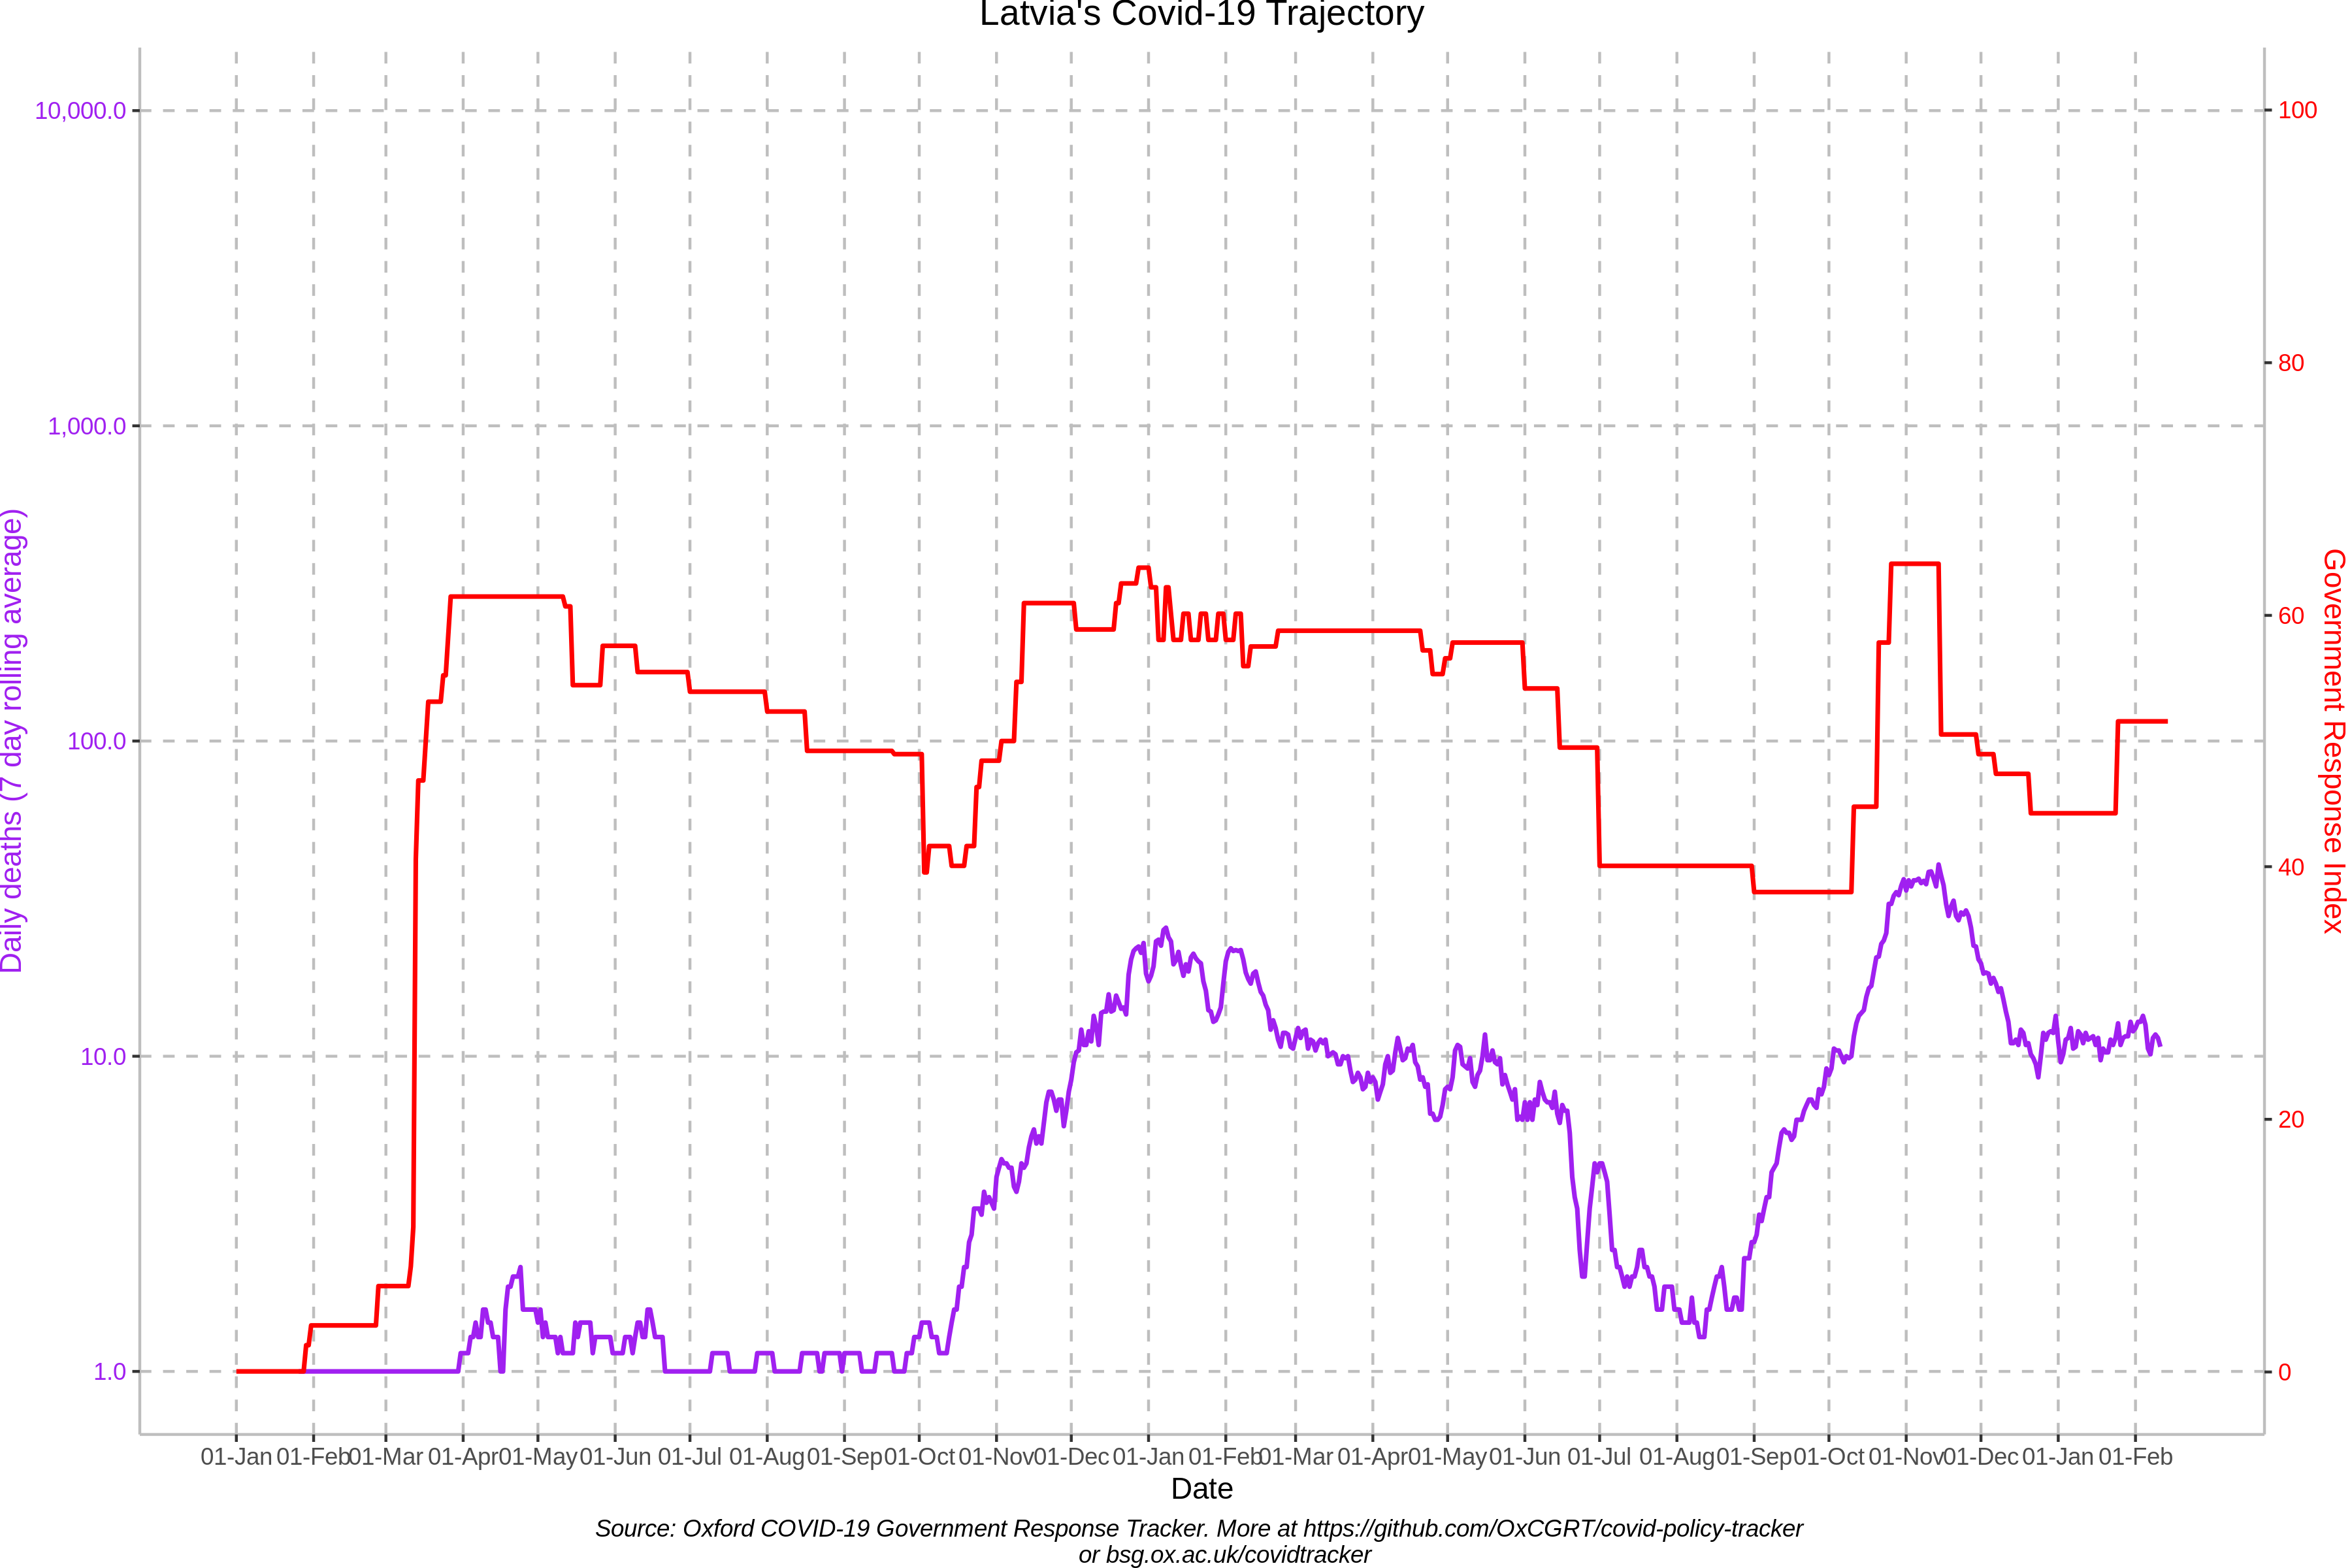 Latvia's Covid-19 Trajectory
10,000.0
1,000.0
100.0
10.0
1.0
Daily deaths (7 day rolling average)
100
80
60
40
20
0
Government Response Index
01-Jan 01-Feb 01-Mar 01-Apr 01-May 01-Jun 01-Jul 01-Aug 01-Sep 01-Oct 01-Nov 01-Dec 01-Jan 01-Feb 01-Mar 01-Apr 01-May 01-Jun 01-Jul 01-Aug 01-Sep 01-Oct 01-Nov 01-Dec 01-Jan 01-Feb
Date
Source: Oxford COVID-19 Government Response Tracker. More at https://github.com/OxCGRT/covid-policy-tracker
or bsg.ox.ac.uk/covidtracker